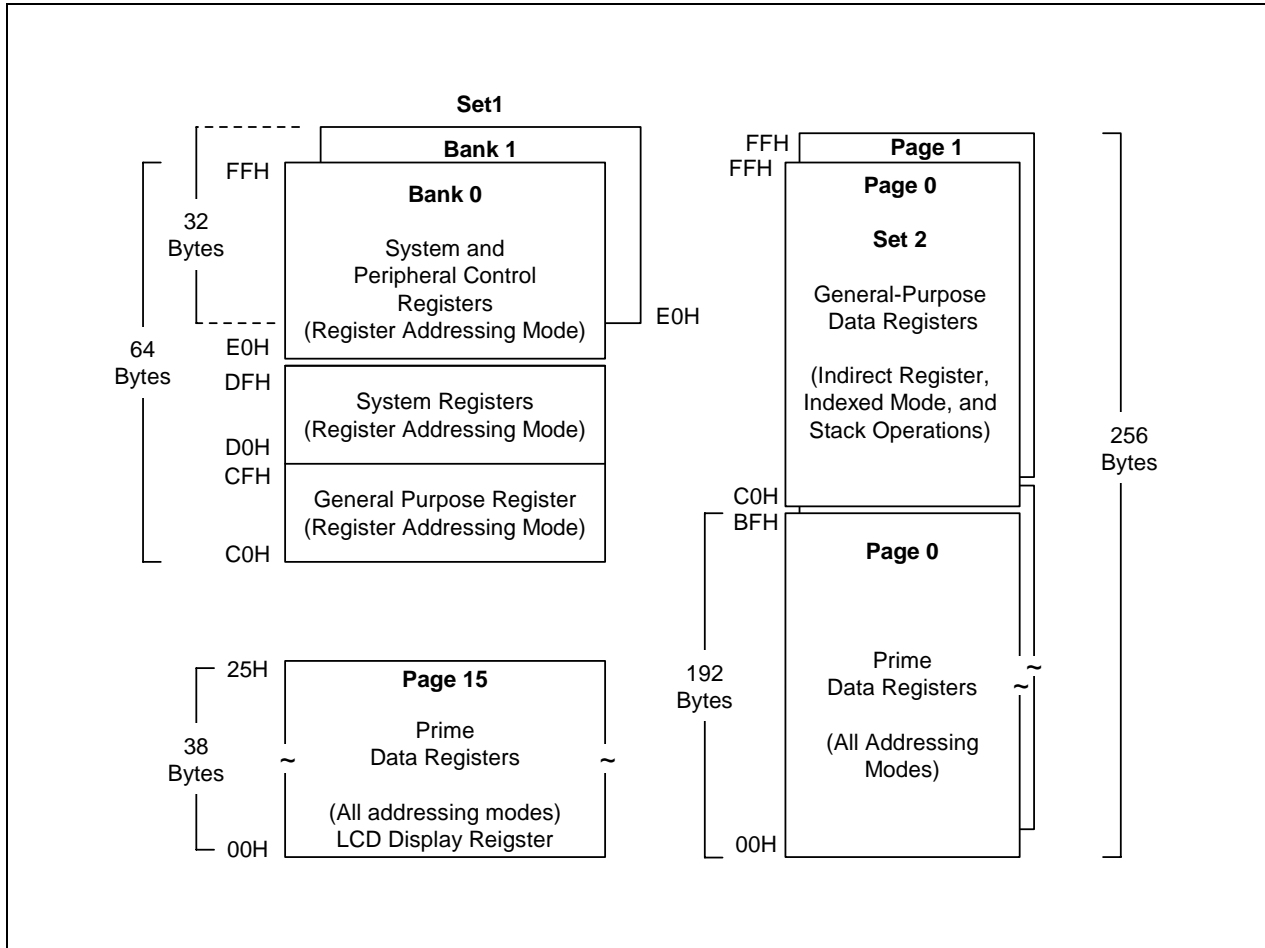 Set1
Bank 1
FFH
Bank 0
32
Bytes
System and
Peripheral Control
Registers
(Register Addressing Mode)
E0H
E0H
64
Bytes
DFH
System Registers
(Register Addressing Mode)
D0H
CFH
General Purpose Register
(Register Addressing Mode)
C0H
25H
Page 15
38
Bytes
Prime
Data Registers
~ ~
(All addressing modes)
LCD Display Reigster
00H
FFH
Page 1
FFH
Page 0
Set 2
General-Purpose
Data Registers
(Indirect Register,
Indexed Mode, and
Stack Operations)
256
Bytes
C0H
BFH
Page 0
192
Bytes
Prime
Data Registers
~ ~
(All Addressing
Modes)
00H